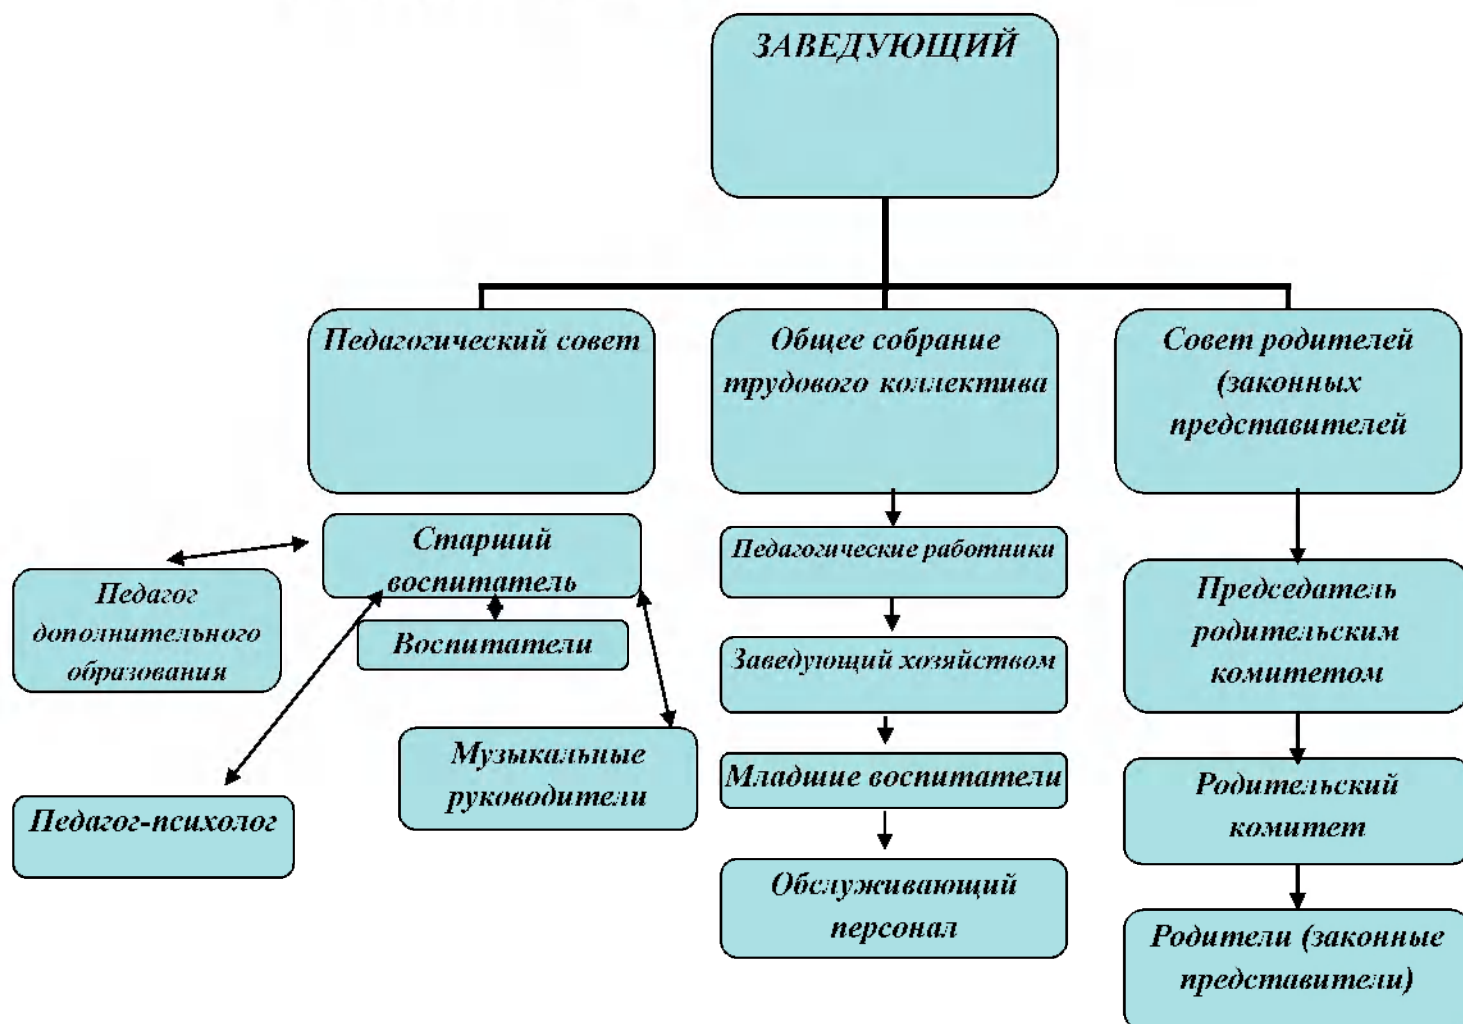 ЗАВЕДУЮЩИЙ
Педагогический совет
Общее собрание
трудового коллектива
Совет родителей
(законных
представителей
Старший
воспитатель
Педагог
дополнительного
образования
Воспитатели
Музыкальные
руководители
Педагог-психолог
Педагогические работники
Заведующий хозяйством
Младшие воспитатели
Обслуживающий
персонал
Председатель
родительским
комитетом
Родительский
комитет
Родители (законные
представители)